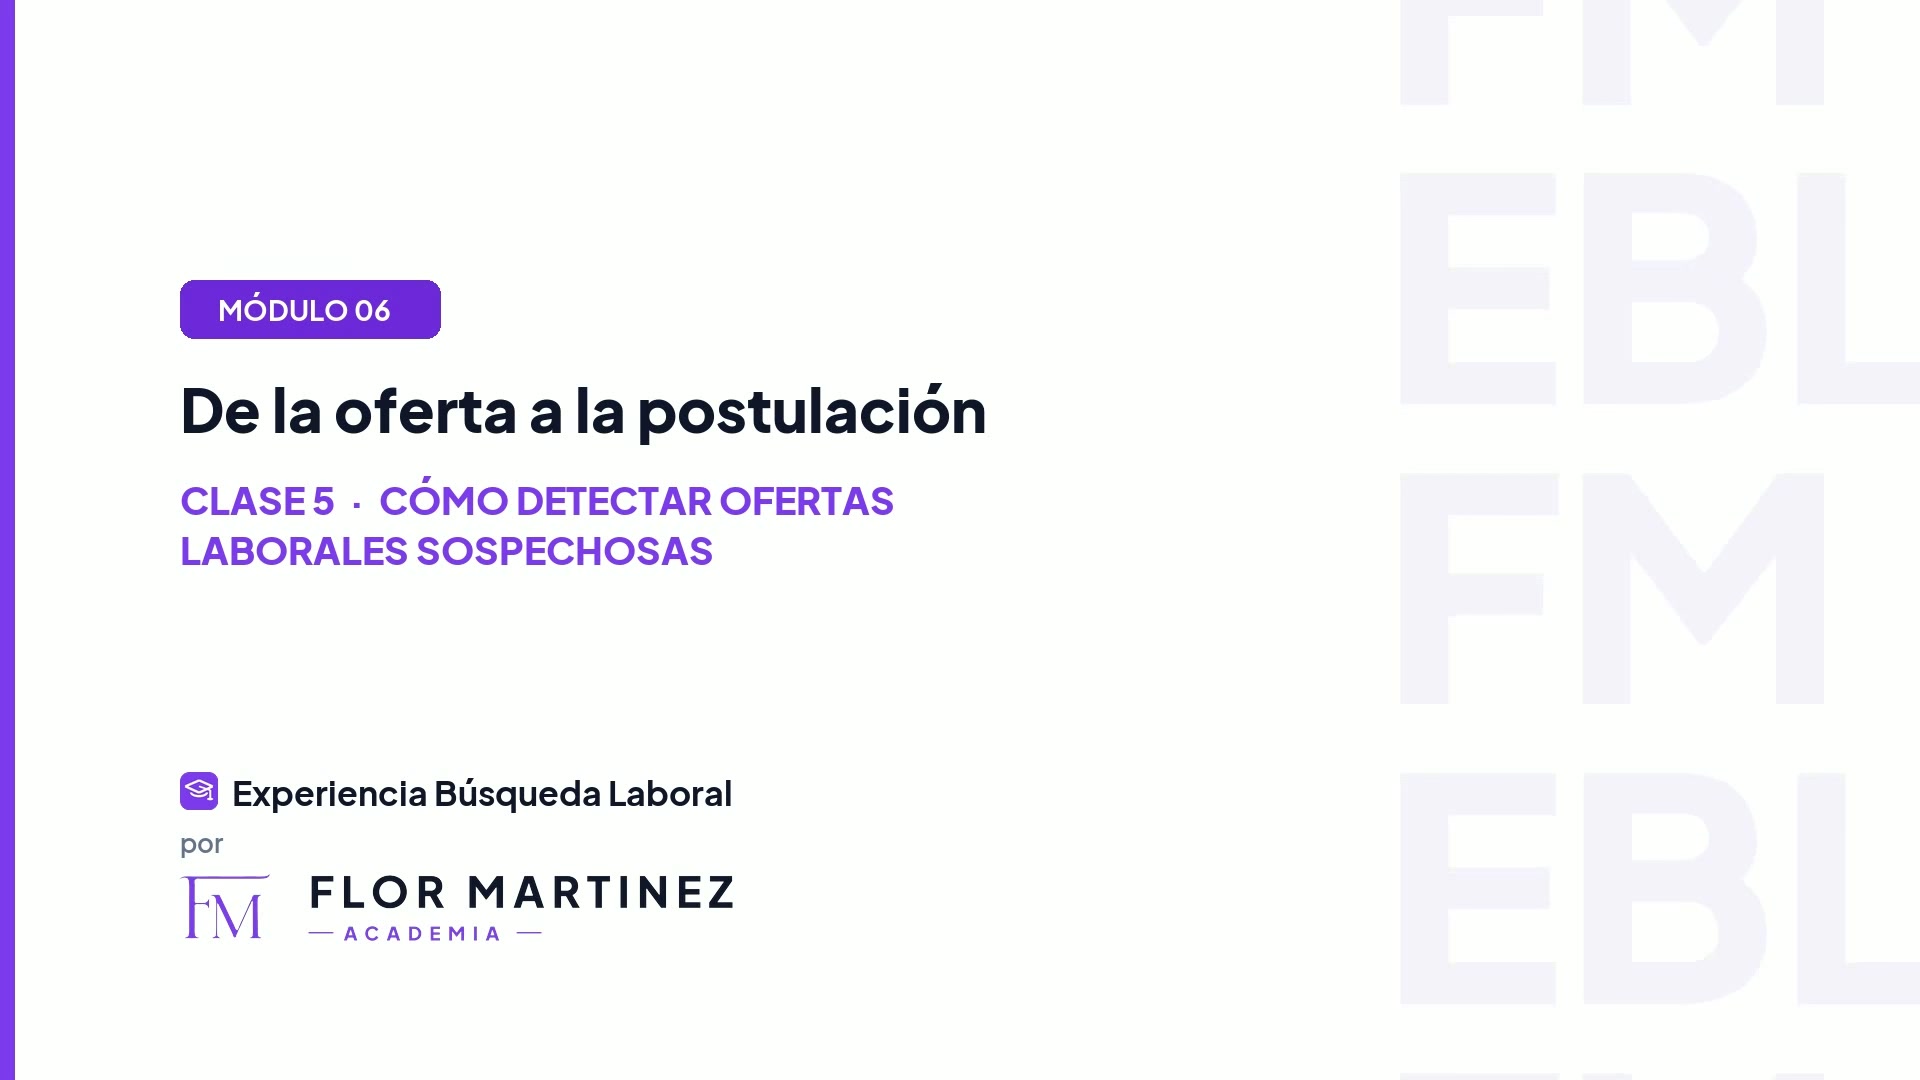 MÓDULO 06
De la oferta a la postulación
CLASE 5 · CÓMO DETECTAR OFERTAS
LABORALES SOSPECHOSAS
Experiencia Búsqueda Laboral
por
FM
FLOR MARTINEZ
— ACADEMIA —
FM
EBL
FM
EBL